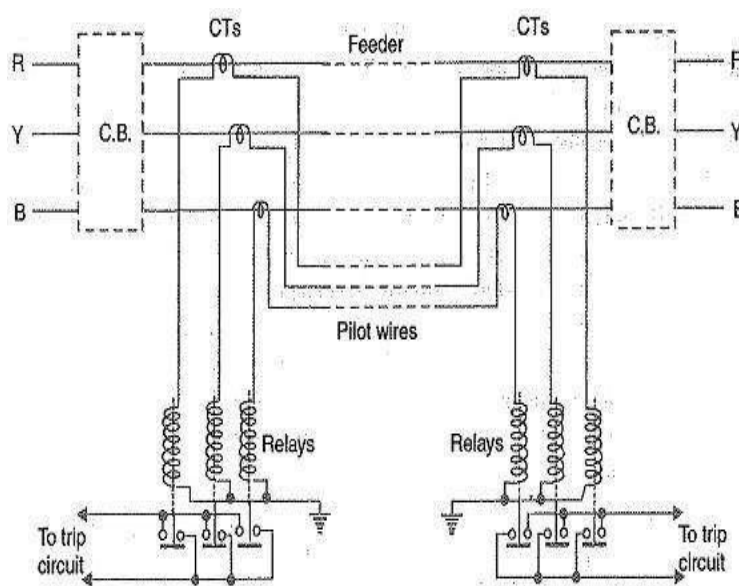 CTs
CTs
Feeder
R
Y
C.B.
C.B.
Y
B
Pilot wires
Relays
Relays
To trip
circuit
To trip
circuit